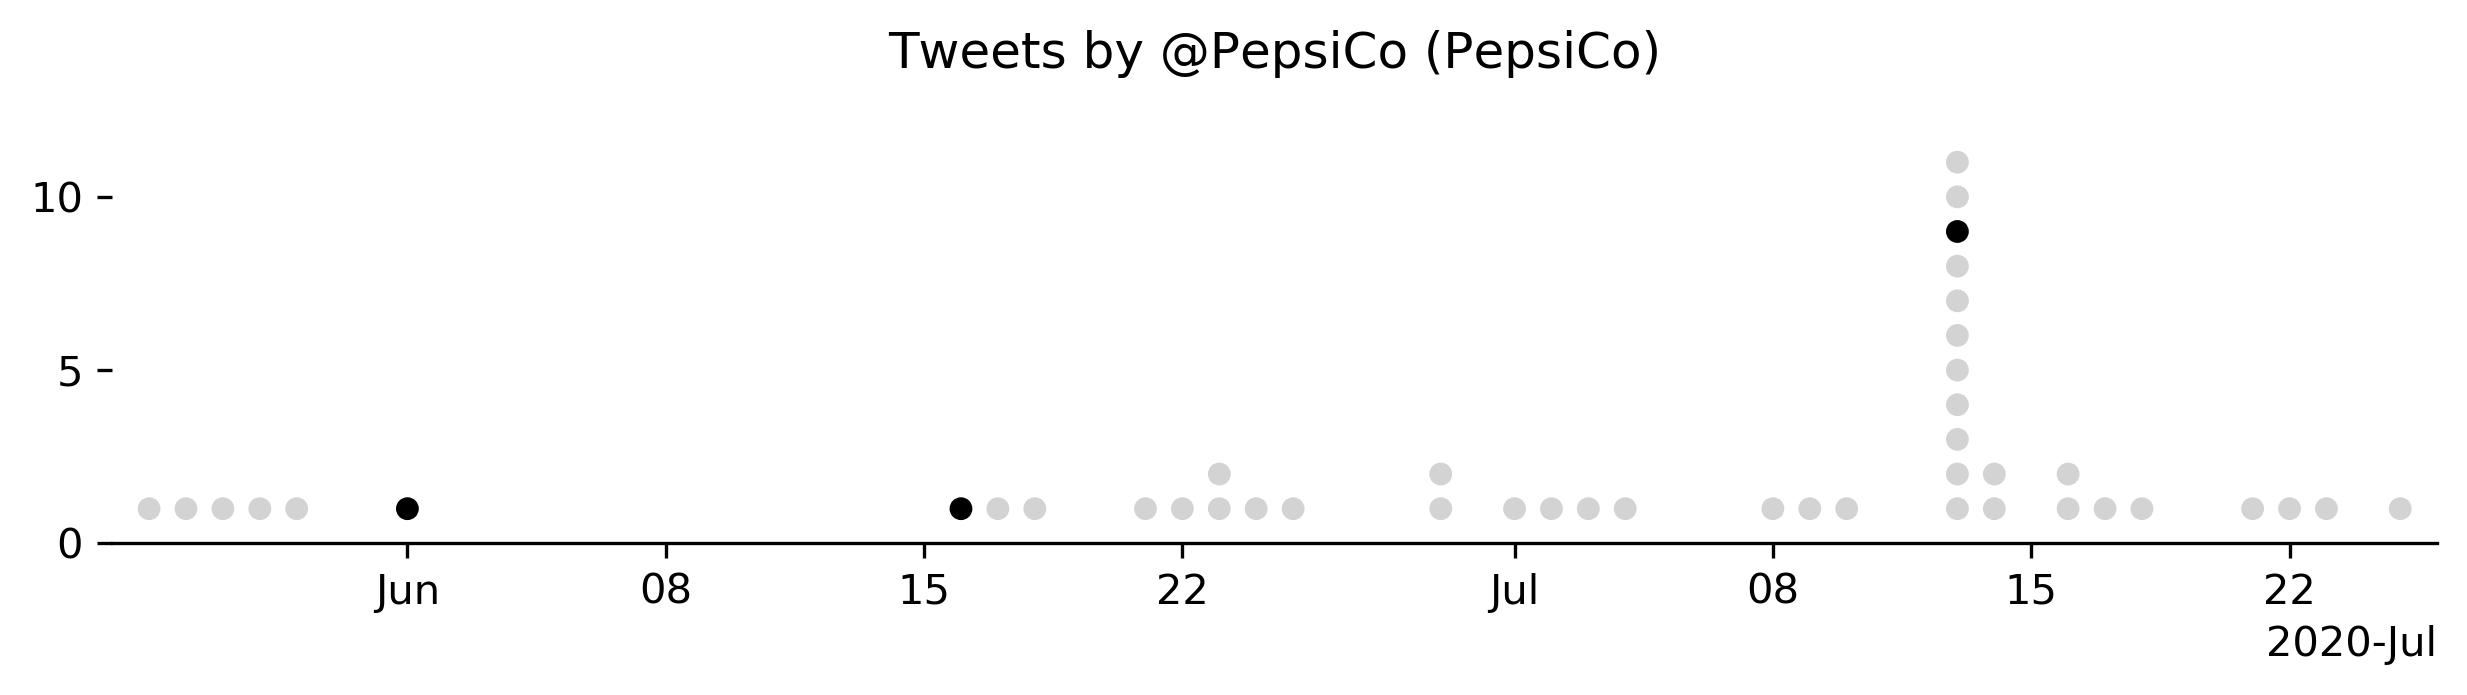 Tweets by @PepsiCo (PepsiCo)
10
5
0
Jun 08 15 22 Jul 08 15 22
2020-Jul